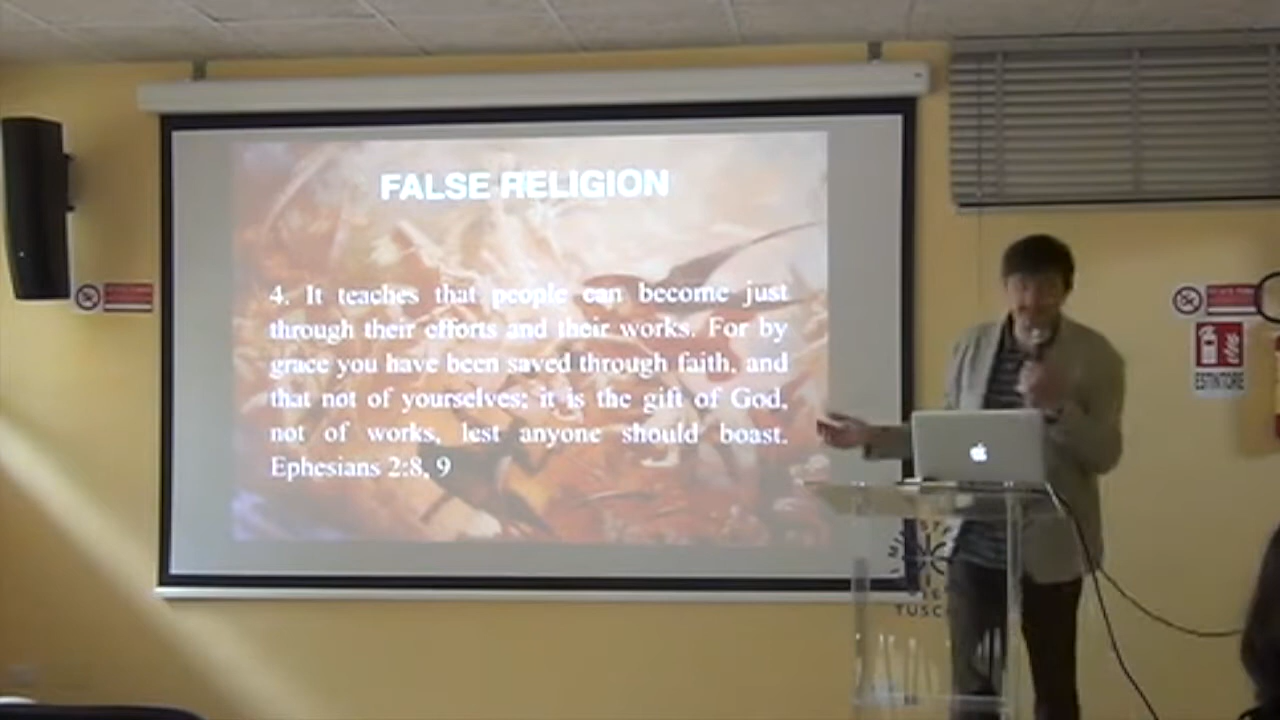 FALSE RELIGION
4. It teaches that people can become just
through their efforts and their works. For by
grace you have been saved through faith, and
that not of yourselves; it is the gift of God,
not of works, lest anyone should boast.
Ephesians 2:8, 9
ESTINTORE
TUSC